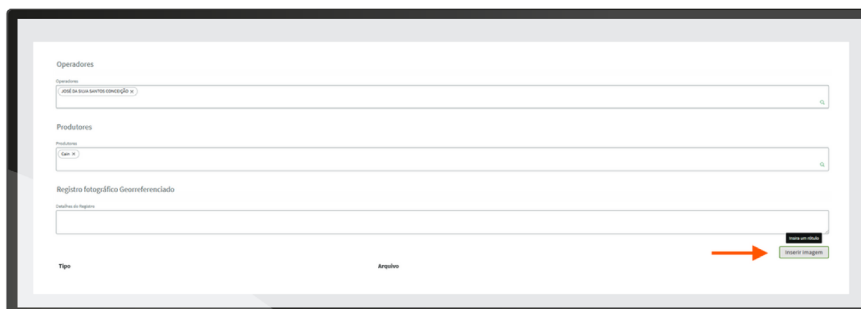 Operadores
Operadores
JOSÉ DA SILVA SANTOS CONCEIÇÃO ×
Produtores
Produtores
Cam ×
Registro fotográfico Georreferenciado
Detalhes do Registro
Insira um rótulo
Inserir imagem
Tipo Arquivo